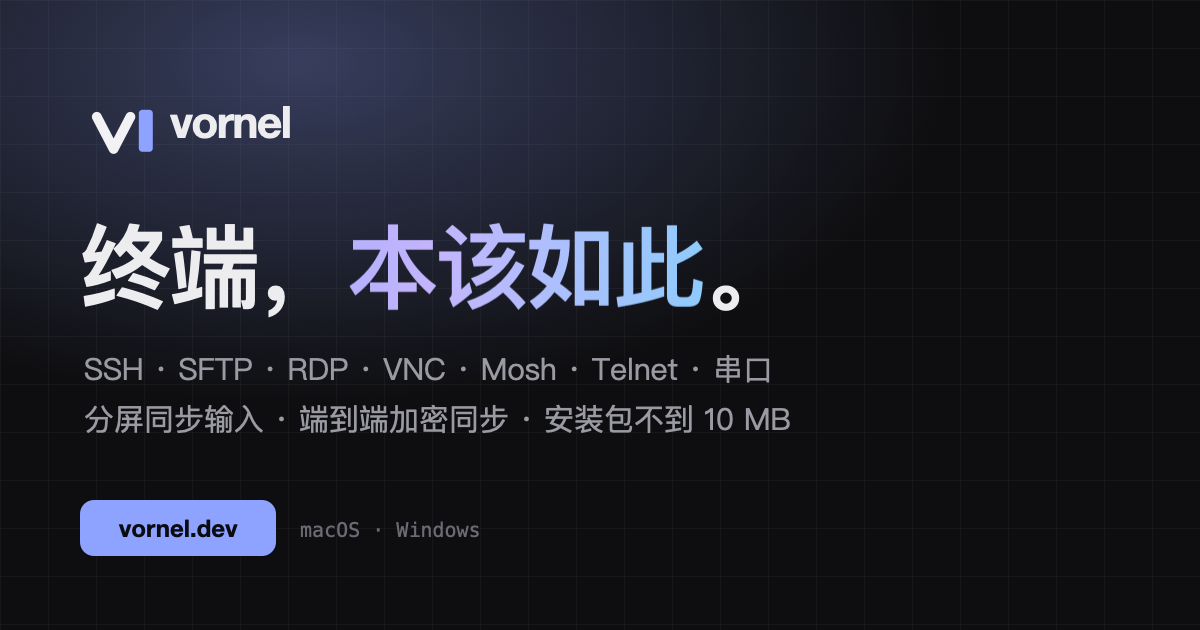 vornel
终端，本该如此。
SSH · SFTP · RDP · VNC · Mosh · Telnet · 串口
分屏同步输入 · 端到端加密同步 · 安装包不到 10 MB
vornel.dev
macOS · Windows